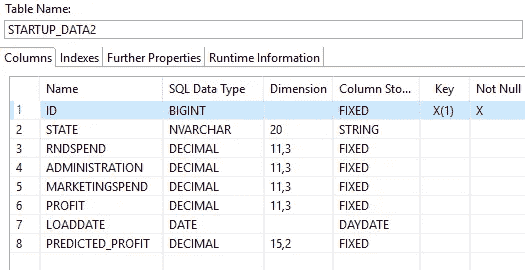 Table Name:
STARTUP_DATA2
Columns Indexes Further Properties Runtime Information
Name SQL Data Type Dimension Column Sto... Key Not Null
1 ID BIGINT FIXED X(1) X
2 STATE NVARCHAR 20 STRING
3 RNDSPEND DECIMAL 11,3 FIXED
4 ADMINISTRATION DECIMAL 11,3 FIXED
5 MARKETINGSPEND DECIMAL 11,3 FIXED
6 PROFIT DECIMAL 11,3 FIXED
7 LOADDATE DATE DAYDATE
8 PREDICTED_PROFIT DECIMAL 15,2 FIXED